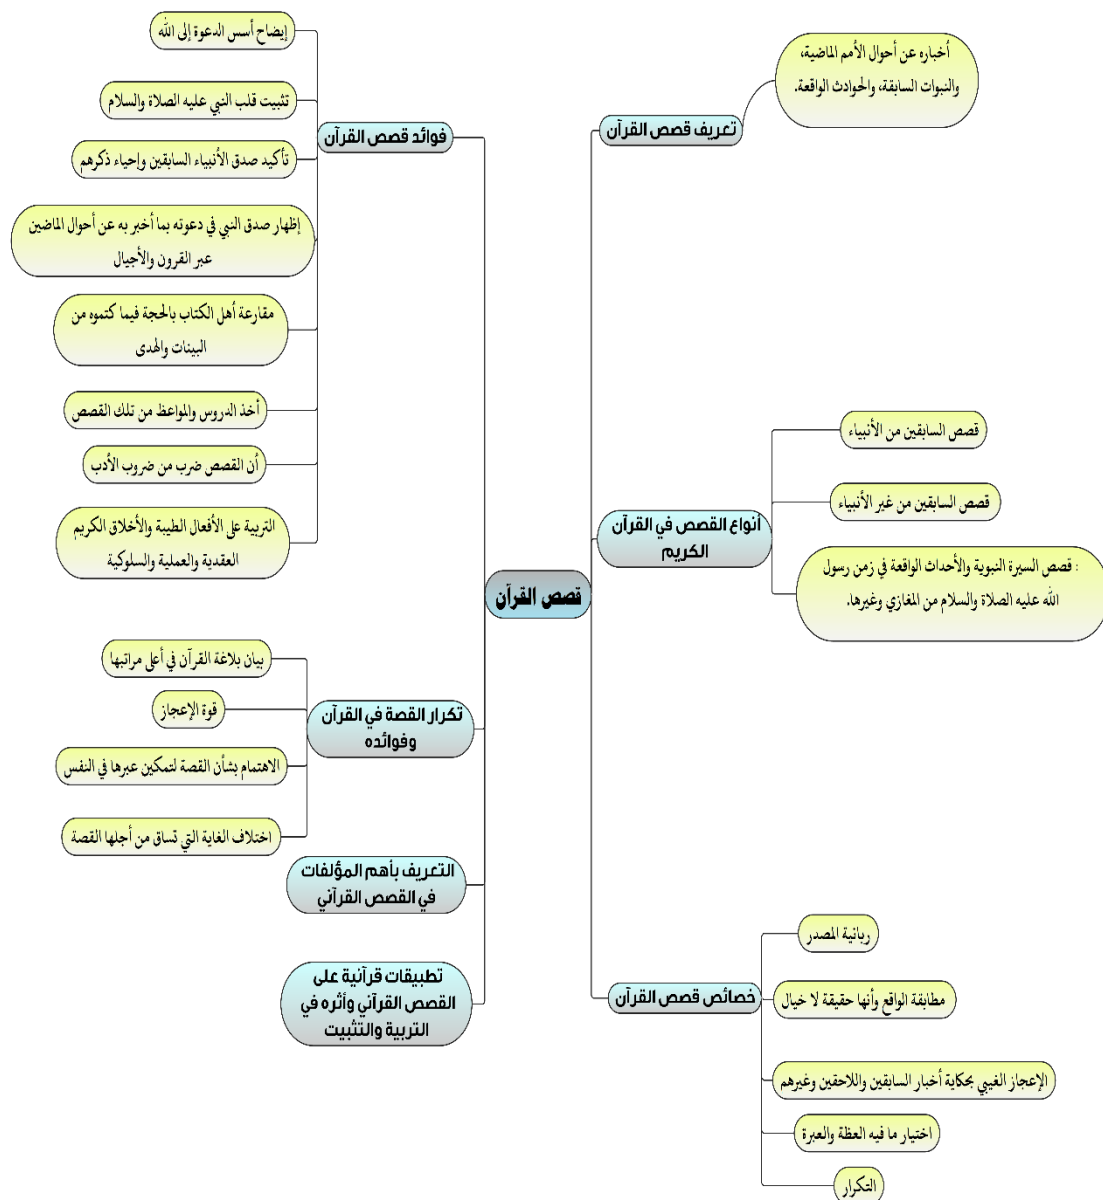 قصص القرآن
تعريف قصص القرآن
أخباره عن أحوال الأمم الماضية،
والنبوات السابقة، والحوادث الواقعة.
أنواع القصص في القرآن
الكريم
قصص السابقين من الأنبياء
قصص السابقين من غير الأنبياء
: قصص السيرة النبوية والأحداث الواقعة في زمن رسول
الله عليه الصلاة والسلام من المغازي وغيرها.
خصائص قصص القرآن
ربانية المصدر
مطابقة الواقع وأنها حقيقة لا خيال
الإعجاز الغيبي بحكاية أخبار السابقين واللاحقين وغيرهم
اختيار ما فيه العظة والعبرة
التكرار
فوائد قصص القرآن
إيضاح أسس الدعوة إلى الله
تثبيت قلب النبي عليه الصلاة والسلام
تأكيد صدق الأنبياء السابقين وإحياء ذكرهم
إظهار صدق النبي في دعوته بما أخبر به عن أحوال الماضين
عبر القرون والأجيال
مقارعة أهل الكتاب بالحجة فيما كتموه من
البينات والهدى
أخذ الدروس والمواعظ من تلك القصص
أن القصص ضرب من ضروب الأدب
التربية على الأفعال الطيبة والأخلاق الكريم
العقدية والعملية والسلوكية
تكرار القصة في القرآن
وفوائده
بيان بلاغة القرآن في أعلى مراتبها
قوة الإعجاز
الاهتمام بشأن القصة لتمكين عبرها في النفس
اختلاف الغاية التي تساق من أجلها القصة
التعريف بأهم المؤلفات
في القصص القرآني
تطبيقات قرآنية على
القصص القرآني وأثره في
التربية والتثبيت